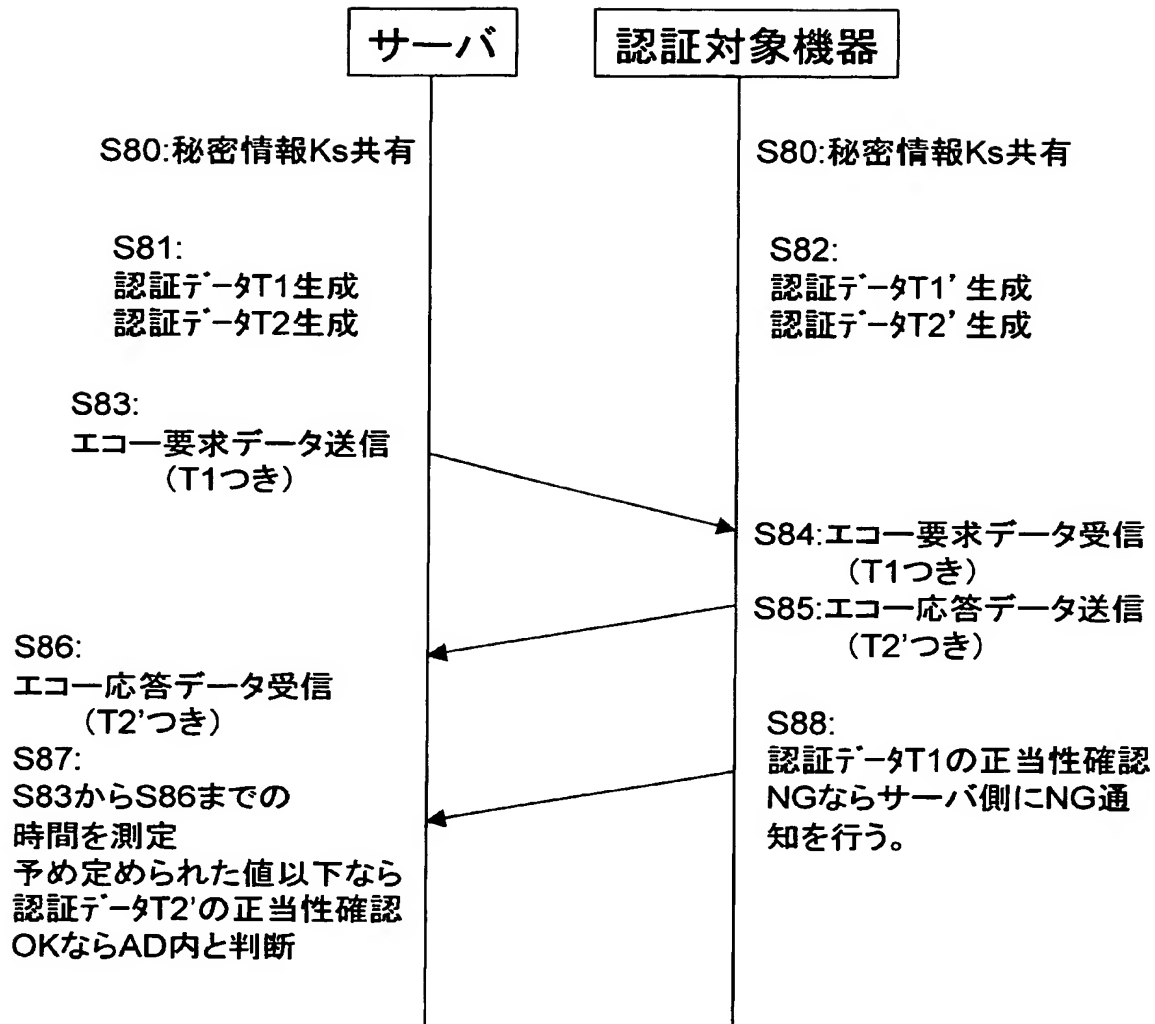 サーバ
認証対象機器
S80:秘密情報Ks共有
S80:秘密情報Ks共有
S81:
認証ﾃﾞｰﾀT1生成
認証ﾃﾞｰﾀT2生成
S82:
認証ﾃﾞｰﾀT1’生成
認証ﾃﾞｰﾀT2’生成
S83:
エコー要求データ送信
(T1つき)
S84:エコー要求データ受信
(T1つき)
S85:エコー応答データ送信
(T2'つき)
S86:
エコー応答データ受信
(T2'つき)
S87:
S83からS86までの
時間を測定
予め定められた値以下なら
認証ﾃﾞｰﾀT2'の正当性確認
OKならAD内と判断
S88:
認証ﾃﾞｰﾀT1の正当性確認
NGならサーバ側にNG通
知を行う。